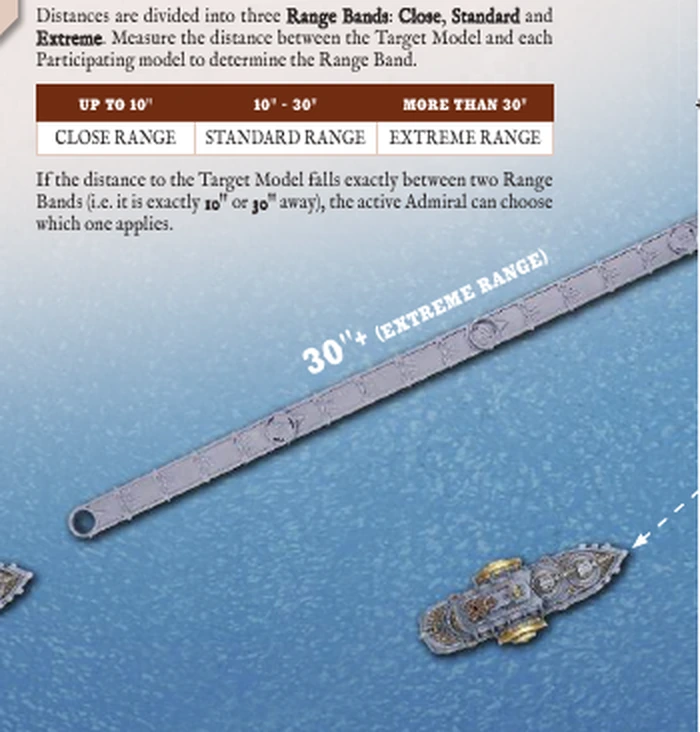 Distances are divided into three Range Bands: Close, Standard and
Extreme. Measure the distance between the Target Model and each
Participating model to determine the Range Band.
UP TO 10" 10" - 30" MORE THAN 30"
CLOSE RANGE STANDARD RANGE EXTREME RANGE
If the distance to the Target Model falls exactly between two Range
Bands (i.e. it is exactly 10" or 30" away), the active Admiral can choose
which one applies.
30"+ (EXTREME RANGE)